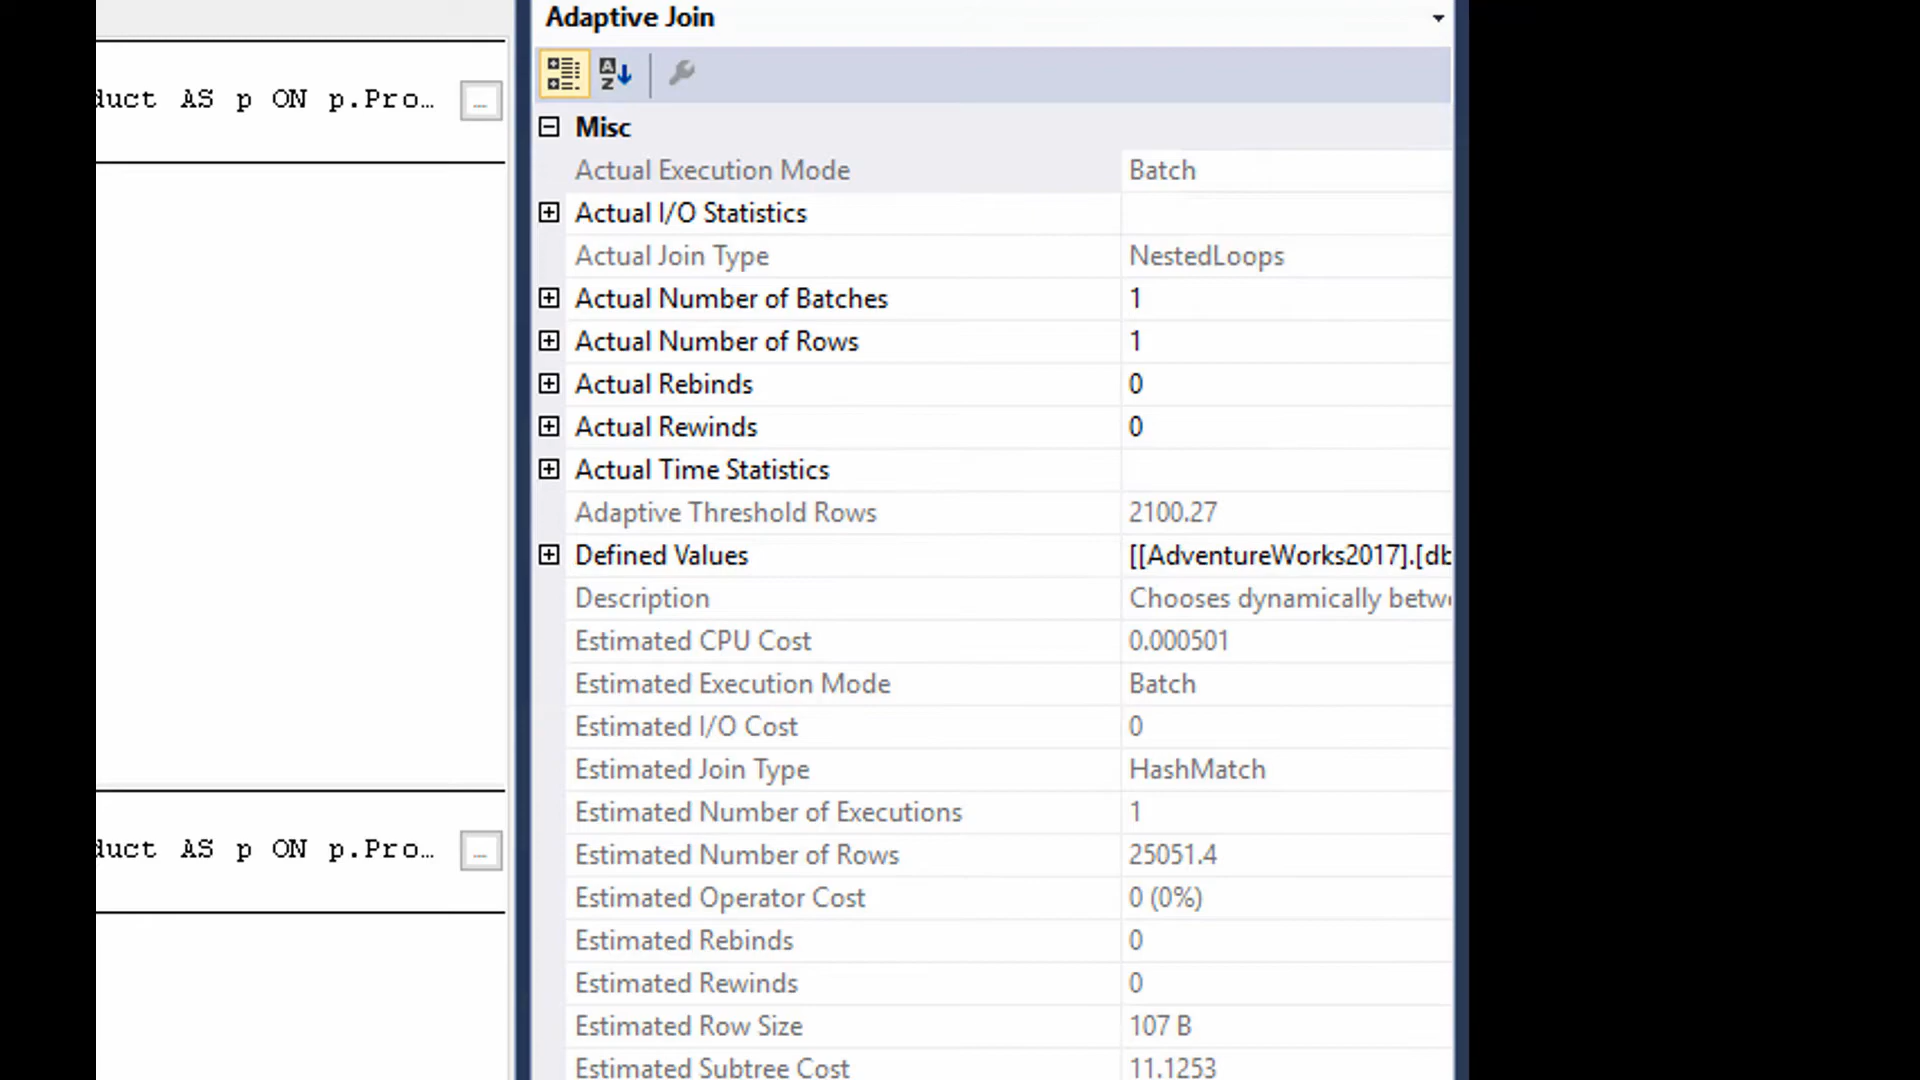 Adaptive Join
duct AS p ON p.Pro…
...
Misc
Actual Execution Mode Batch
Actual I/O Statistics
Actual Join Type NestedLoops
Actual Number of Batches 1
Actual Number of Rows 1
Actual Rebinds 0
Actual Rewinds 0
Actual Time Statistics
Adaptive Threshold Rows 2100.27
Defined Values [[AdventureWorks2017].[db
Description Chooses dynamically betwe
Estimated CPU Cost 0.000501
Estimated Execution Mode Batch
Estimated I/O Cost 0
Estimated Join Type HashMatch
Estimated Number of Executions 1
duct AS p ON p.Pro…
...
Estimated Number of Rows 25051.4
Estimated Operator Cost 0 (0%)
Estimated Rebinds 0
Estimated Rewinds 0
Estimated Row Size 107 B
Estimated Subtree Cost 11.1253